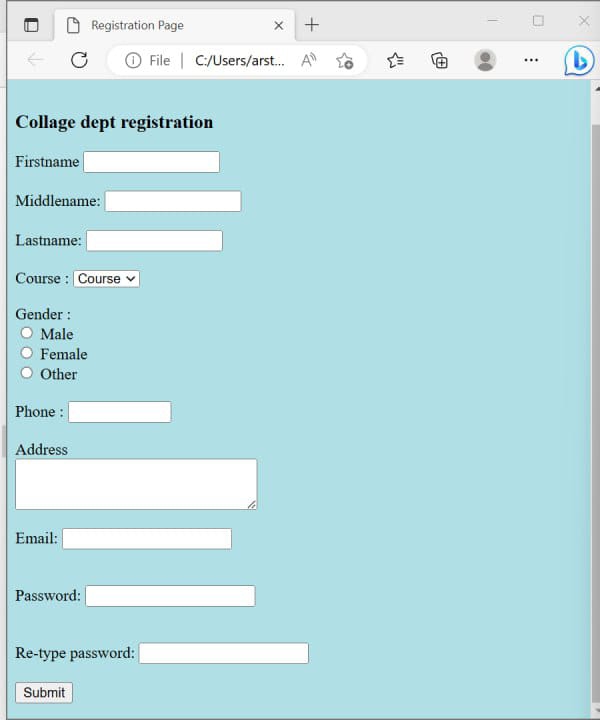 Registration Page
File | C:/Users/arst...
Collage dept registration
Firstname
Middlename:
Lastname:
Course : Course
Gender :
Male
Female
Other
Phone :
Address
Email:
Password:
Re-type password:
Submit